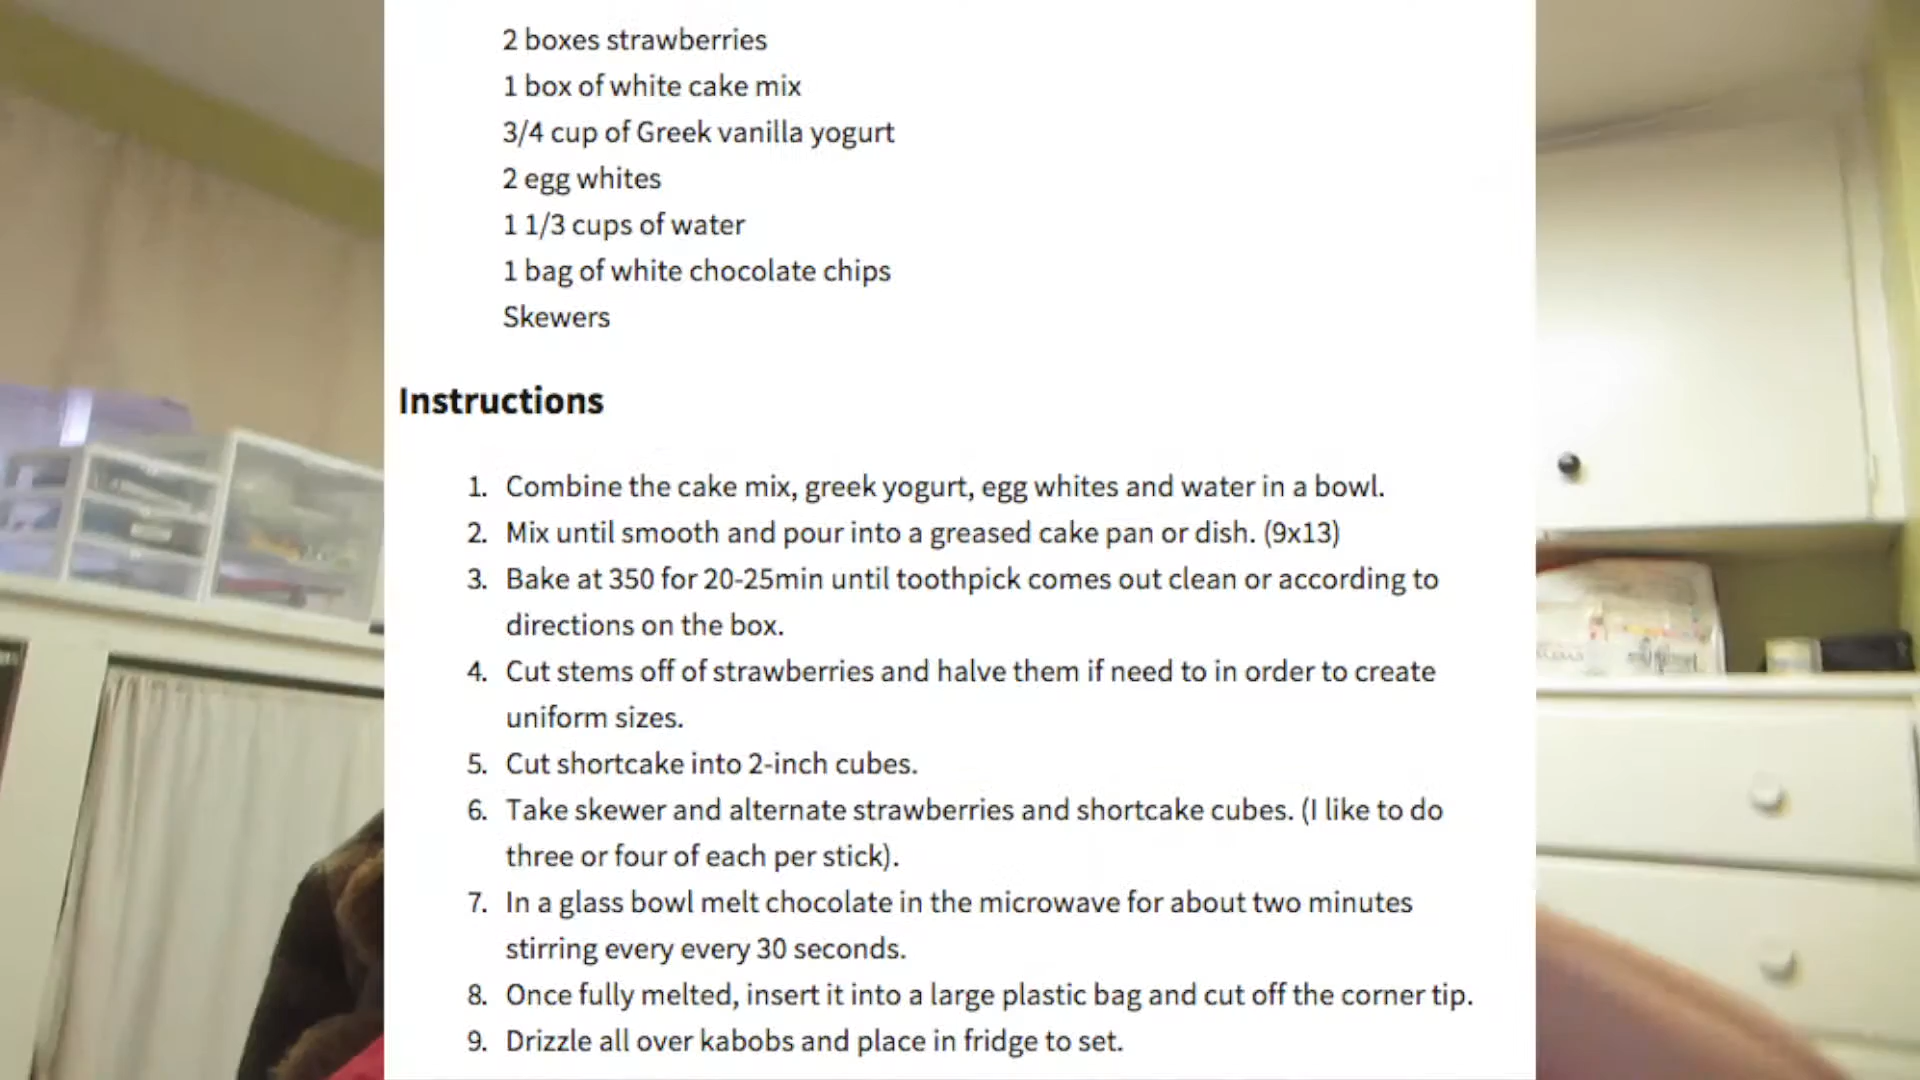 2 boxes strawberries
1 box of white cake mix
3/4 cup of Greek vanilla yogurt
2 egg whites
1 1/3 cups of water
1 bag of white chocolate chips
Skewers
Instructions
1. Combine the cake mix, greek yogurt, egg whites and water in a bowl.
2. Mix until smooth and pour into a greased cake pan or dish. (9x13)
3. Bake at 350 for 20-25min until toothpick comes out clean or according to
directions on the box.
4. Cut stems off of strawberries and halve them if need to in order to create
uniform sizes.
5. Cut shortcake into 2-inch cubes.
6. Take skewer and alternate strawberries and shortcake cubes. (I like to do
three or four of each per stick).
7. In a glass bowl melt chocolate in the microwave for about two minutes
stirring every every 30 seconds.
8. Once fully melted, insert it into a large plastic bag and cut off the corner tip.
9. Drizzle all over kabobs and place in fridge to set.